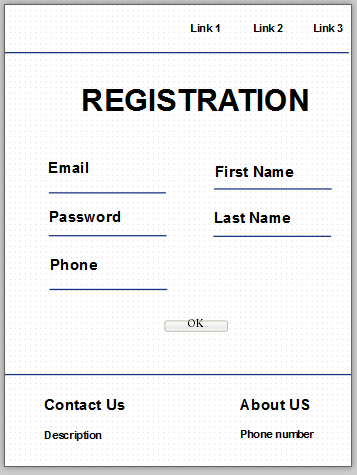 Link 1 Link 2 Link 3
REGISTRATION
Email First Name
Password Last Name
Phone
OK
Contact Us About US
Description Phone number